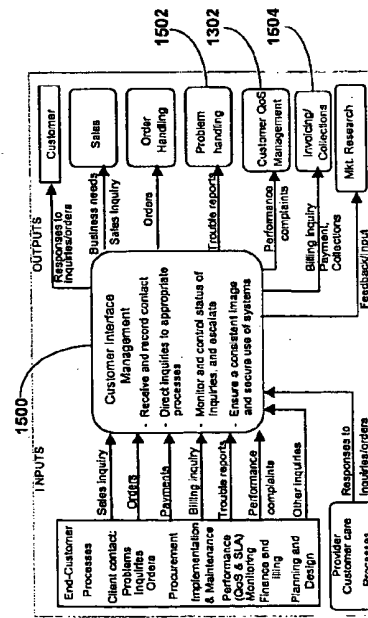 1502
1302
1504
1500
INPUTS
OUTPUTS
End-Customer
Processes
Client contact:
Problems
Inquiries
Orders
Procurement
Implementation
& Maintenance
Performance
(QoS & SLA)
Monitoring
Finance and
Planning and
Design
Provider
Customer care
Sales inquiry
Orders
Payments
Billing inquiry
Trouble reports
Performance
complaints
Other inquiries
Responses to
inquiries/orders
Customer Interface
Management
- Receive and record contact
- Direct inquiries to appropriate
processes
- Monitor and control status of
inquiries, and escalate
- Ensure a consistent image
and secure use of systems
Responses to
inquiries/orders
Business needs
Sales inquiry
Orders
Trouble reports
Performance
complaints
Billing inquiry
Payment,
Collections
Feedback/input
Customer
Sales
Order
Handling
Problem
handling
Customer QoS
Management
Invoicing/
Collections
Mkt. Research